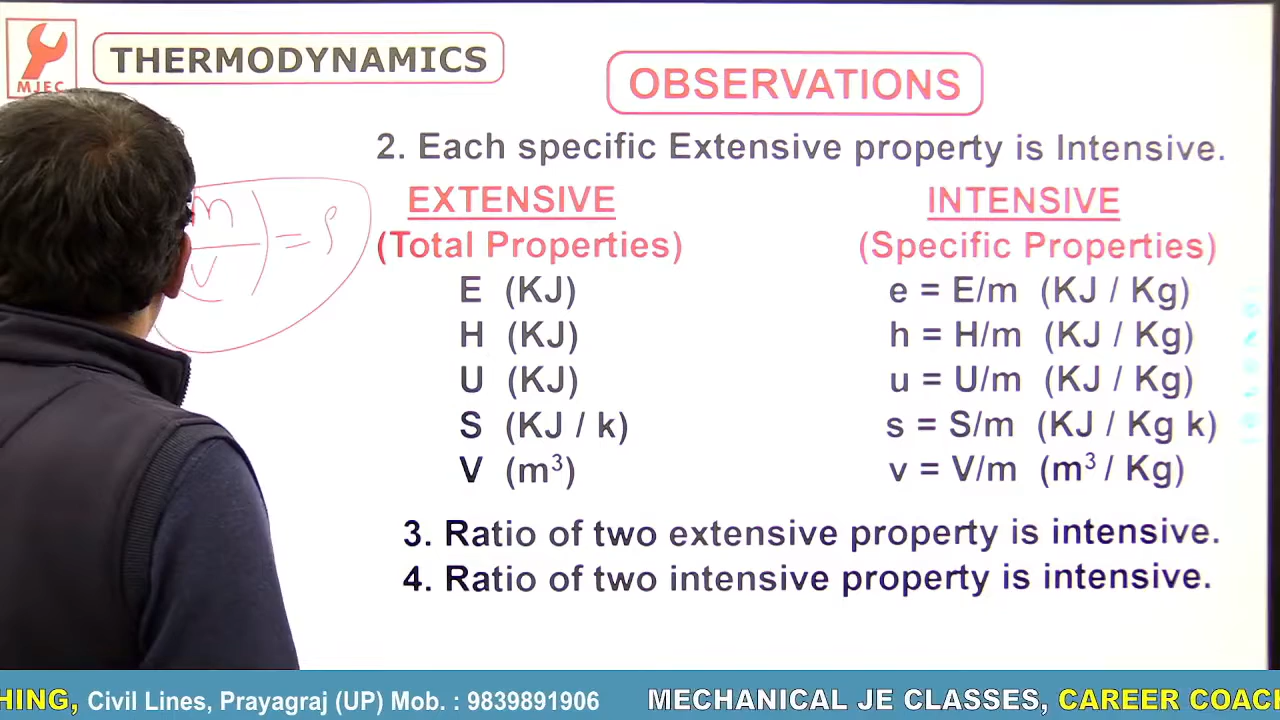 MJEC
THERMODYNAMICS
OBSERVATIONS
2. Each specific Extensive property is Intensive.
EXTENSIVE
(Total Properties)
E (KJ)
H (KJ)
U (KJ)
S (KJ / k)
V (m³)
INTENSIVE
(Specific Properties)
e = E/m (KJ / Kg)
h = H/m (KJ / Kg)
u = U/m (KJ / Kg)
s = S/m (KJ / Kg k)
v = V/m (m³ / Kg)
m/v) = ρ
3. Ratio of two extensive property is intensive.
4. Ratio of two intensive property is intensive.
HING, Civil Lines, Prayagraj (UP) Mob. : 9839891906 MECHANICAL JE CLASSES, CAREER COAC